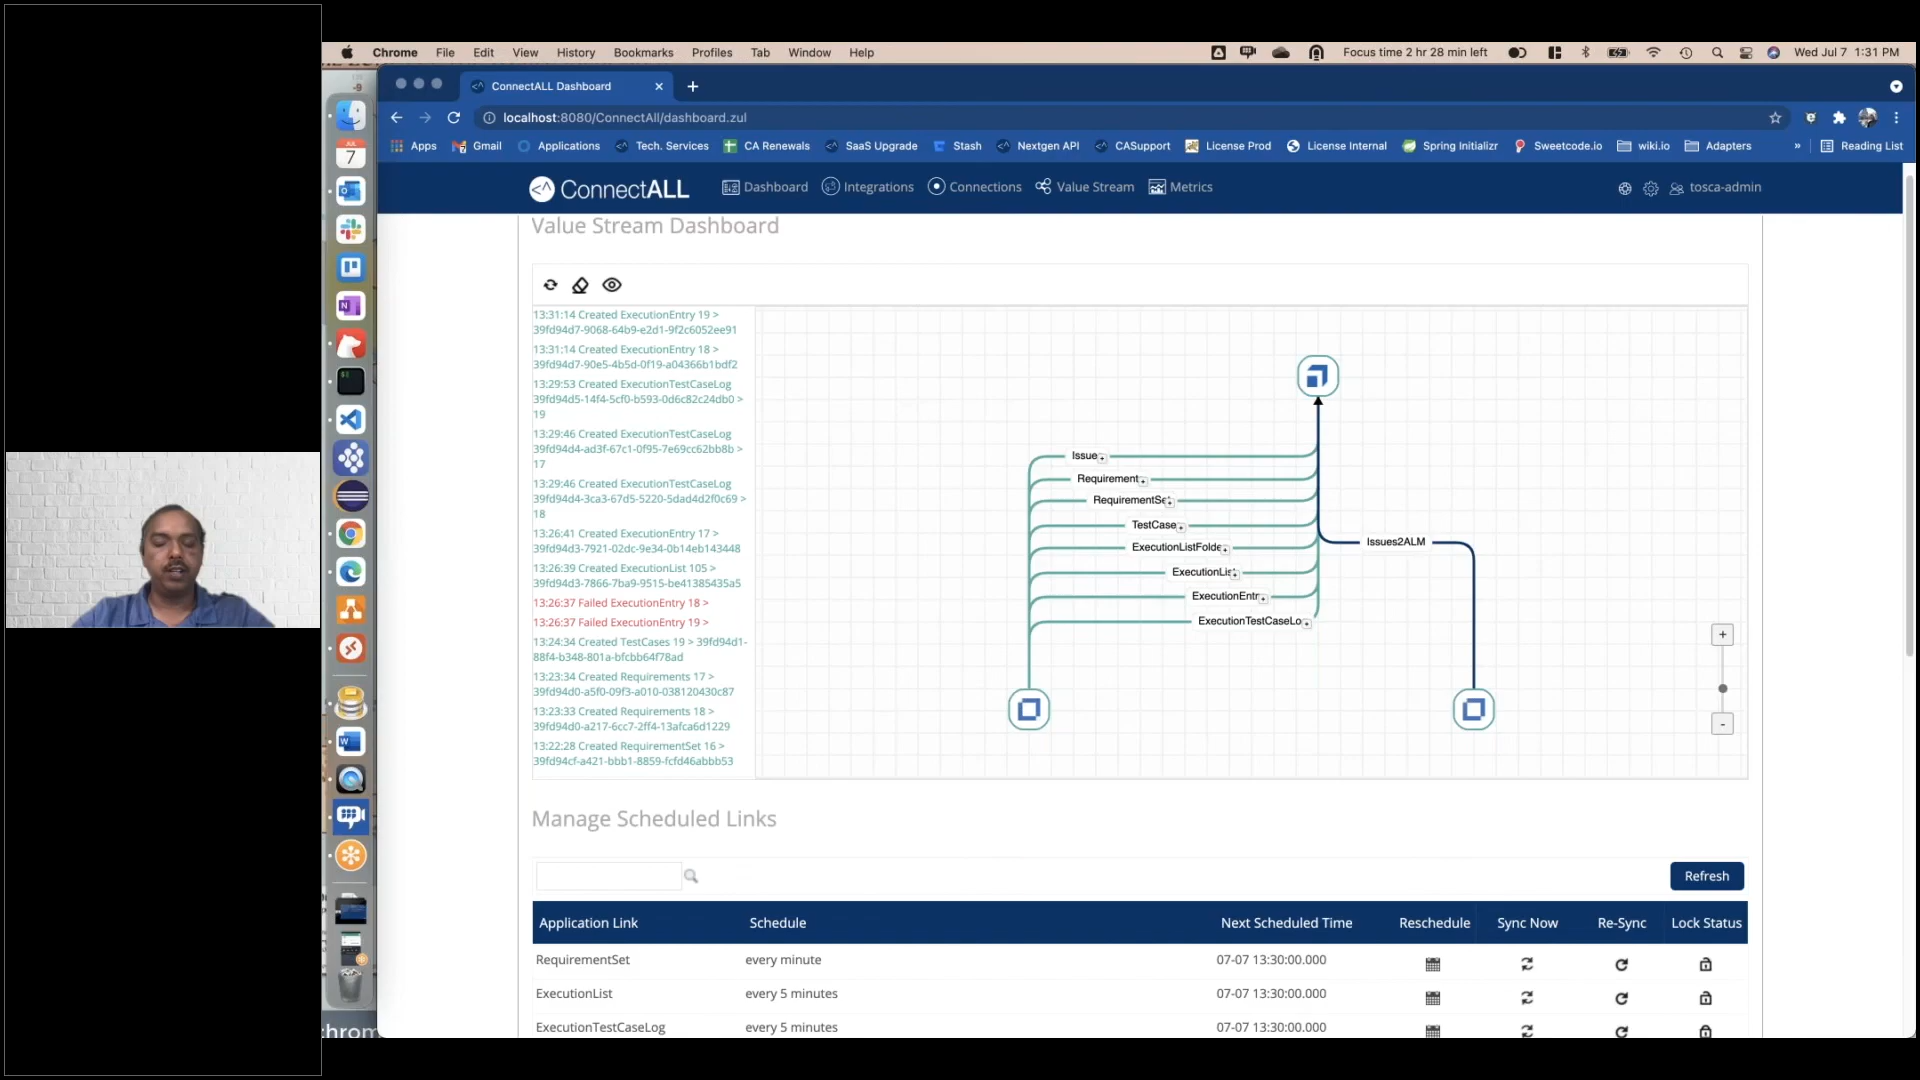 Chrome File Edit View History Bookmarks Profiles Tab Window Help
Focus time 2 hr 28 min left
Wed Jul 7 1:31 PM
ConnectALL Dashboard
localhost:8080/ConnectAll/dashboard.zul
Apps Gmail Applications Tech. Services CA Renewals SaaS Upgrade Stash Nextgen API CASupport License Prod License Internal Spring Initializr Sweetcode.io wiki.io Adapters » Reading List
ConnectALL Dashboard Integrations Connections Value Stream Metrics tosca-admin
Value Stream Dashboard
13:31:14 Created ExecutionEntry 19 >
39fd94d7-9068-64b9-e2d1-9f2c6052ee91
13:31:14 Created ExecutionEntry 18 >
39fd94d7-90e5-4b5d-0f19-a04366b1bdf2
13:29:53 Created ExecutionTestCaseLog
39fd94d5-14f4-5cf0-b593-0d6c82c24db0 >
19
13:29:46 Created ExecutionTestCaseLog
39fd94d4-ad3f-67c1-0f95-7e69cc62bb8b >
17
13:29:46 Created ExecutionTestCaseLog
39fd94d4-3ca3-67d5-5220-5dad4d2f0c69 >
18
13:26:41 Created ExecutionEntry 17 >
39fd94d3-7921-02dc-9e34-0b14eb143448
13:26:39 Created ExecutionList 105 >
39fd94d3-7866-7ba9-9515-be41385435a5
13:26:37 Failed ExecutionEntry 18 >
13:26:37 Failed ExecutionEntry 19 >
13:24:34 Created TestCases 19 > 39fd94d1-
88f4-b348-801a-bfcbb64f78ad
13:23:34 Created Requirements 17 >
39fd94d0-a5f0-09f3-a010-038120430c87
13:23:33 Created Requirements 18 >
39fd94d0-a217-6cc7-2ff4-13afca6d1229
13:22:28 Created RequirementSet 16 >
39fd94cf-a421-bbb1-8859-fcfd46abbb53
Issue
Requirement
RequirementSe
TestCase
ExecutionListFolde
ExecutionLis
ExecutionEntr
ExecutionTestCaseLo
Issues2ALM
+
-
Manage Scheduled Links
Refresh
Application Link Schedule Next Scheduled Time Reschedule Sync Now Re-Sync Lock Status
RequirementSet every minute 07-07 13:30:00.000
ExecutionList every 5 minutes 07-07 13:30:00.000
ExecutionTestCaseLog every 5 minutes 07-07 13:30:00.000
JUL
7
-9